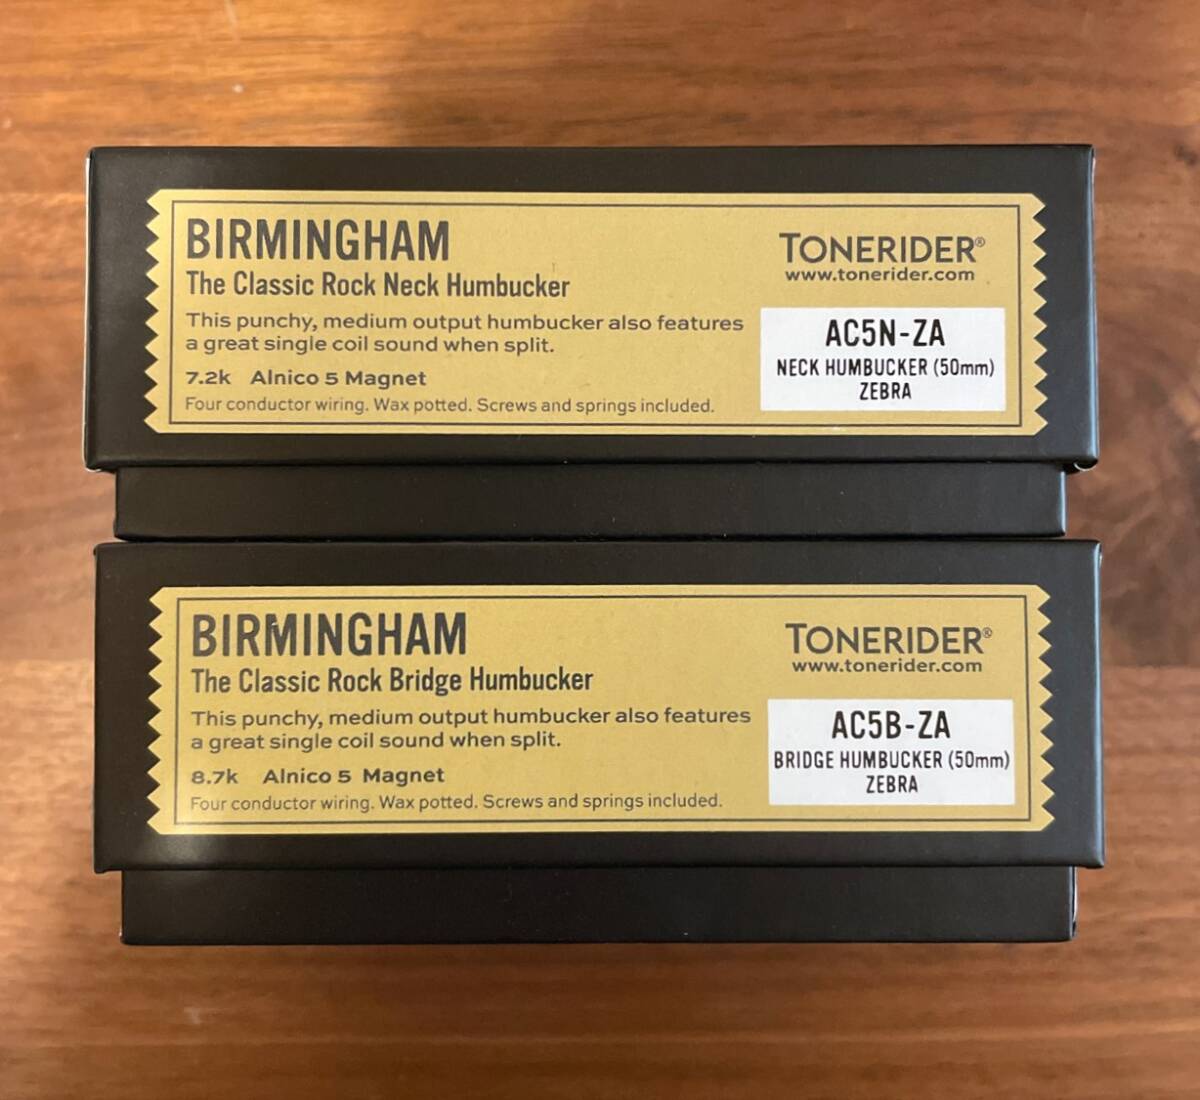 BIRMINGHAM
The Classic Rock Neck Humbucker
This punchy, medium output humbucker also features
a great single coil sound when split.
7.2k Alnico 5 Magnet
Four conductor wiring. Wax potted. Screws and springs included.
TONERIDER®
www.tonerider.com
AC5N-ZA
NECK HUMBUCKER (50mm)
ZEBRA
BIRMINGHAM
The Classic Rock Bridge Humbucker
This punchy, medium output humbucker also features
a great single coil sound when split.
8.7k Alnico 5 Magnet
Four conductor wiring. Wax potted. Screws and springs included.
TONERIDER®
www.tonerider.com
AC5B-ZA
BRIDGE HUMBUCKER (50mm)
ZEBRA